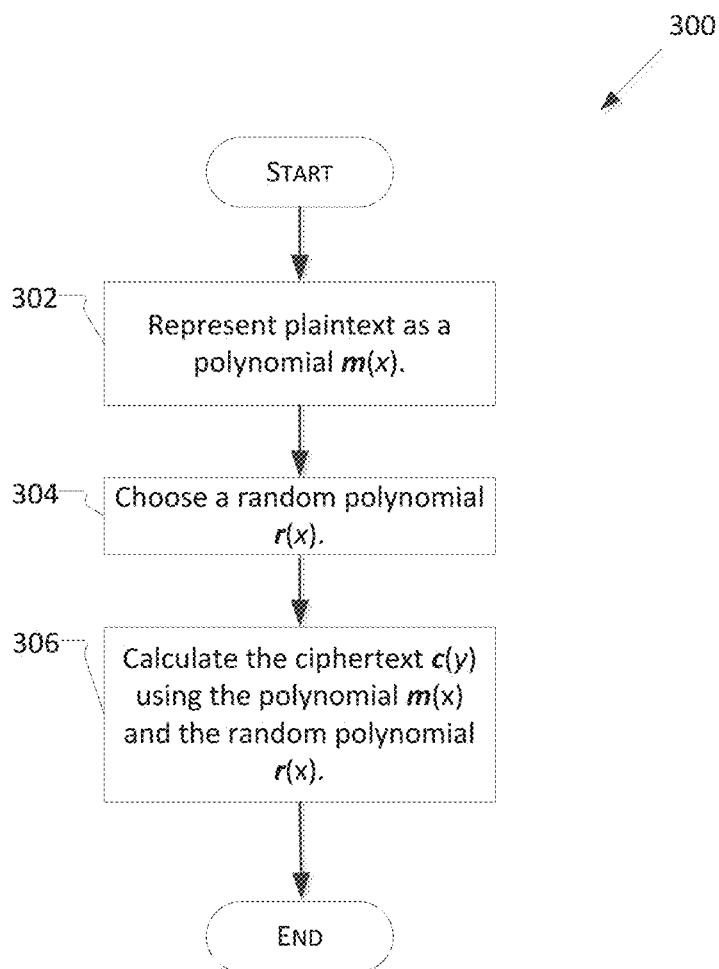 300
START
302
Represent plaintext as a
polynomial m(x).
304
Choose a random polynomial
r(x).
306
Calculate the ciphertext c(y)
using the polynomial m(x)
and the random polynomial
r(x).
END